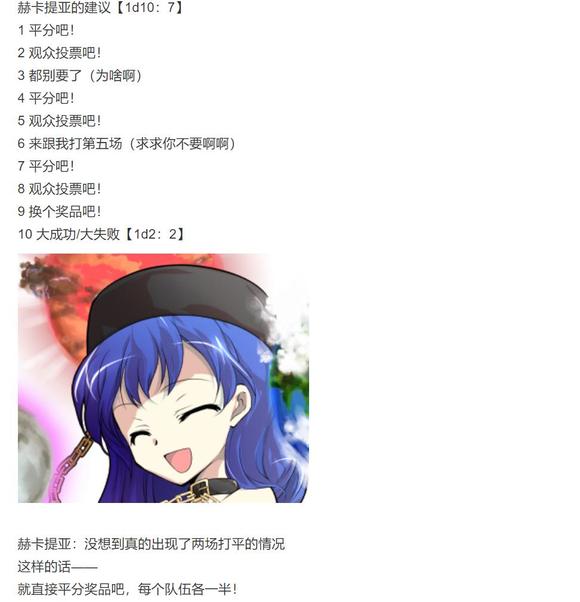 赫卡提亚的建议【1d10：7】
1 平分吧！
2 观众投票吧！
3 都别要了（为啥啊）
4 平分吧！
5 观众投票吧！
6 来跟我打第五场（求求你不要啊啊）
7 平分吧！
8 观众投票吧！
9 换个奖品吧！
10 大成功/大失败【1d2：2】
赫卡提亚：没想到真的出现了两场打平的情况
这样的话——
就直接平分奖品吧，每个队伍各一半！